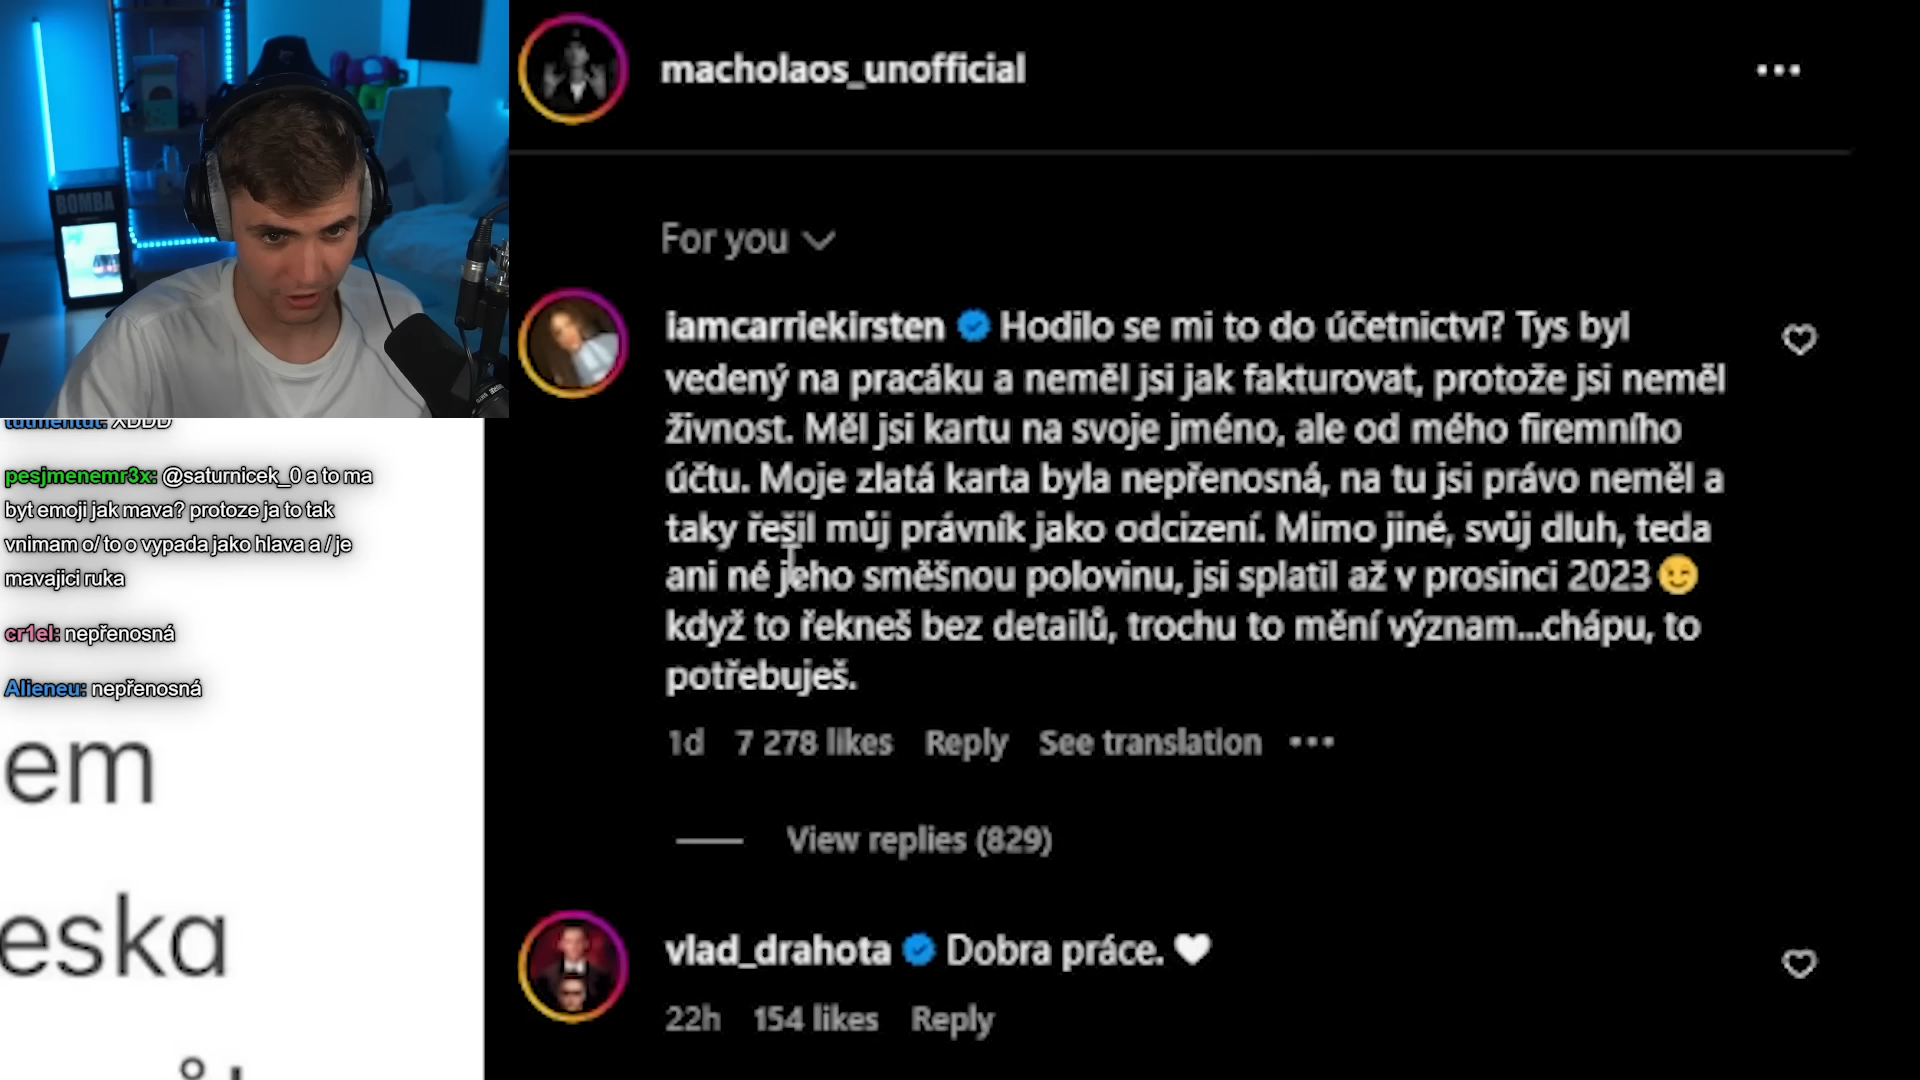 macholaos_unofficial
For you
iamcarriekirsten Hodilo se mi to do účetnictví? Tys byl
vedený na pracáku a neměl jsi jak fakturovat, protože jsi neměl
živnost. Měl jsi kartu na svoje jméno, ale od mého firemního
účtu. Moje zlatá karta byla nepřenosná, na tu jsi právo neměl a
taky řešil můj právník jako odcizení. Mimo jiné, svůj dluh, teda
ani né jeho směšnou polovinu, jsi splatil až v prosinci 2023😉
když to řekneš bez detailů, trochu to mění význam...chápu, to
potřebuješ.
1d 7 278 likes Reply See translation
View replies (829)
vlad_drahota Dobra práce. 🤍
22h 154 likes Reply
BOMBA
tutmentut: XDDD
pesjmenemr3x: @saturnicek_0 a to ma
byt emoji jak mava? protoze ja to tak
vnimam o/ to o vypada jako hlava a / je
mavajici ruka
cr1el: nepřenosná
Alieneu: nepřenosná
em
eska